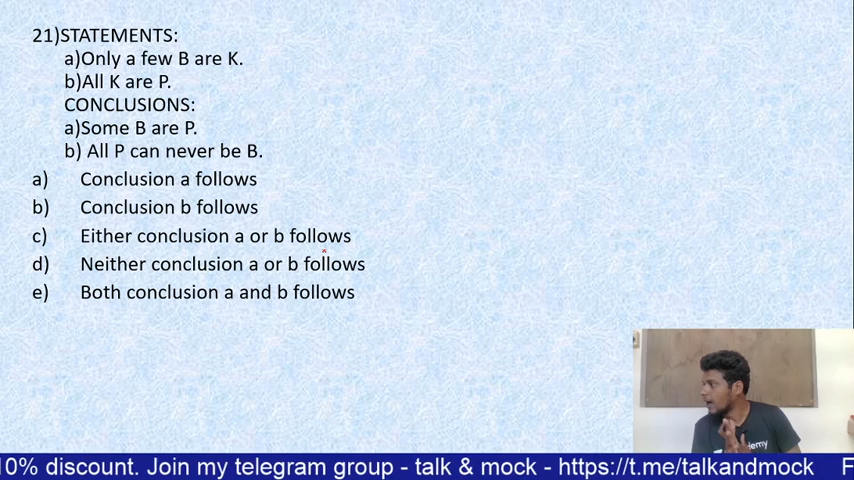 21)STATEMENTS:
a)Only a few B are K.
b)All K are P.
CONCLUSIONS:
a)Some B are P.
b) All P can never be B.
a) Conclusion a follows
b) Conclusion b follows
c) Either conclusion a or b follows
d) Neither conclusion a or b follows
e) Both conclusion a and b follows
demy
0% discount. Join my telegram group - talk & mock - https://t.me/talkandmock F